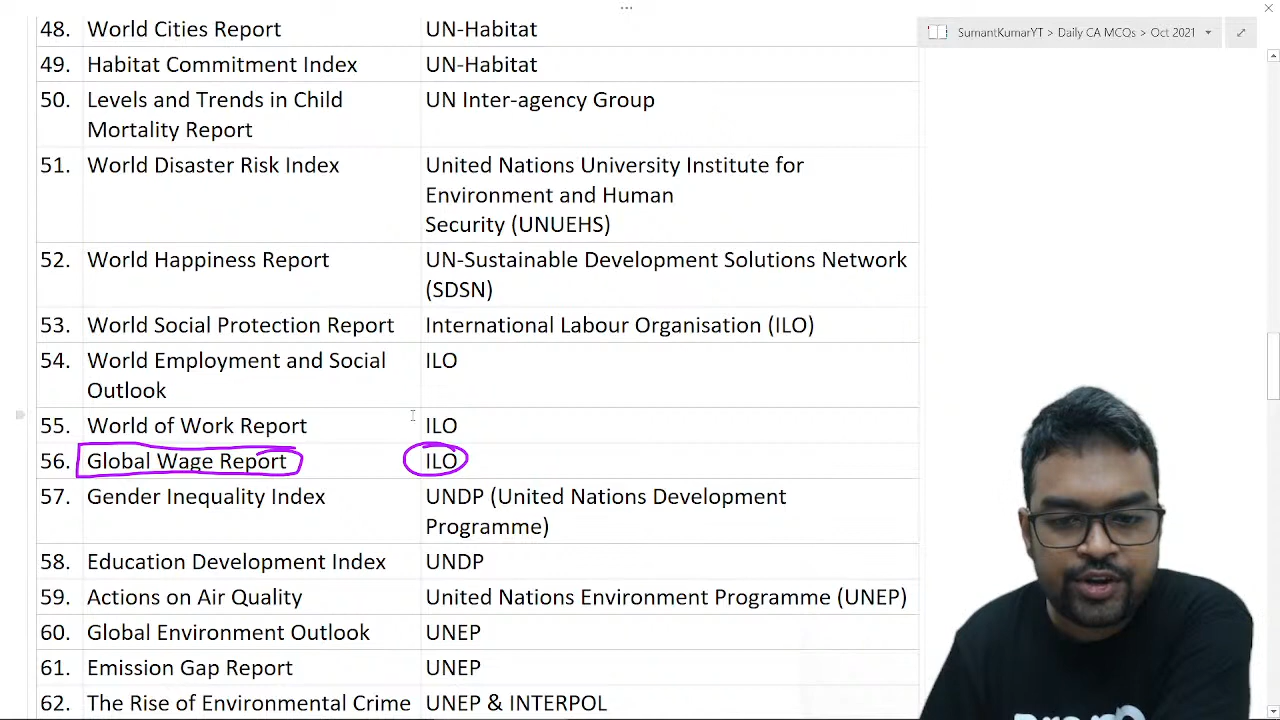 SumantKumarYT > Daily CA MCQs > Oct 2021
48. World Cities Report UN-Habitat
49. Habitat Commitment Index UN-Habitat
50. Levels and Trends in Child UN Inter-agency Group
Mortality Report
51. World Disaster Risk Index United Nations University Institute for
Environment and Human
Security (UNUEHS)
52. World Happiness Report UN-Sustainable Development Solutions Network
(SDSN)
53. World Social Protection Report International Labour Organisation (ILO)
54. World Employment and Social ILO
Outlook
55. World of Work Report ILO
56. Global Wage Report ILO
57. Gender Inequality Index UNDP (United Nations Development
Programme)
58. Education Development Index UNDP
59. Actions on Air Quality United Nations Environment Programme (UNEP)
60. Global Environment Outlook UNEP
61. Emission Gap Report UNEP
62. The Rise of Environmental Crime UNEP & INTERPOL